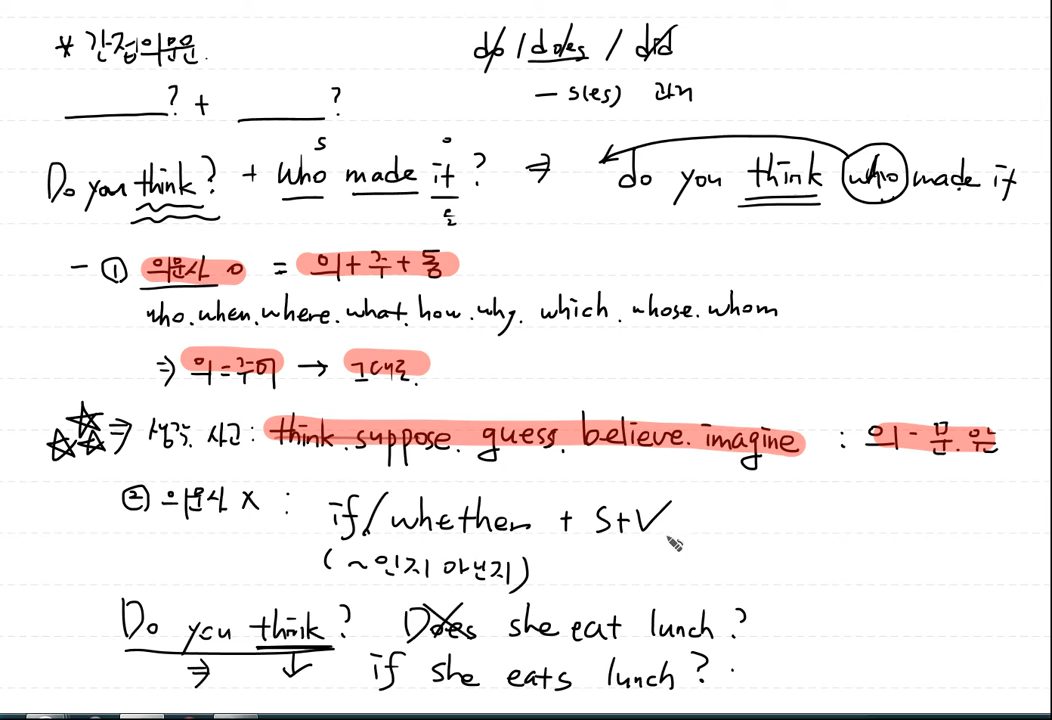 * 간접의문문.
do / does / did
- s(es) 과거
? + ?
S o
Do you think? + who made it? ⇒ do you think who made it
를
- ① 의문사 o = 의+주+동
who.when.where.what.how.why.which.whose.whom
⇒ 의=주어 → 그대로.
⇒ 생각.사고: think.suppose.guess.believe.imagine : 의-문.앞
② 의문사 x : if/whether + S+V
(~인지 아닌지)
Do you think? Does she eat lunch?
⇒ ↓ if she eats lunch?